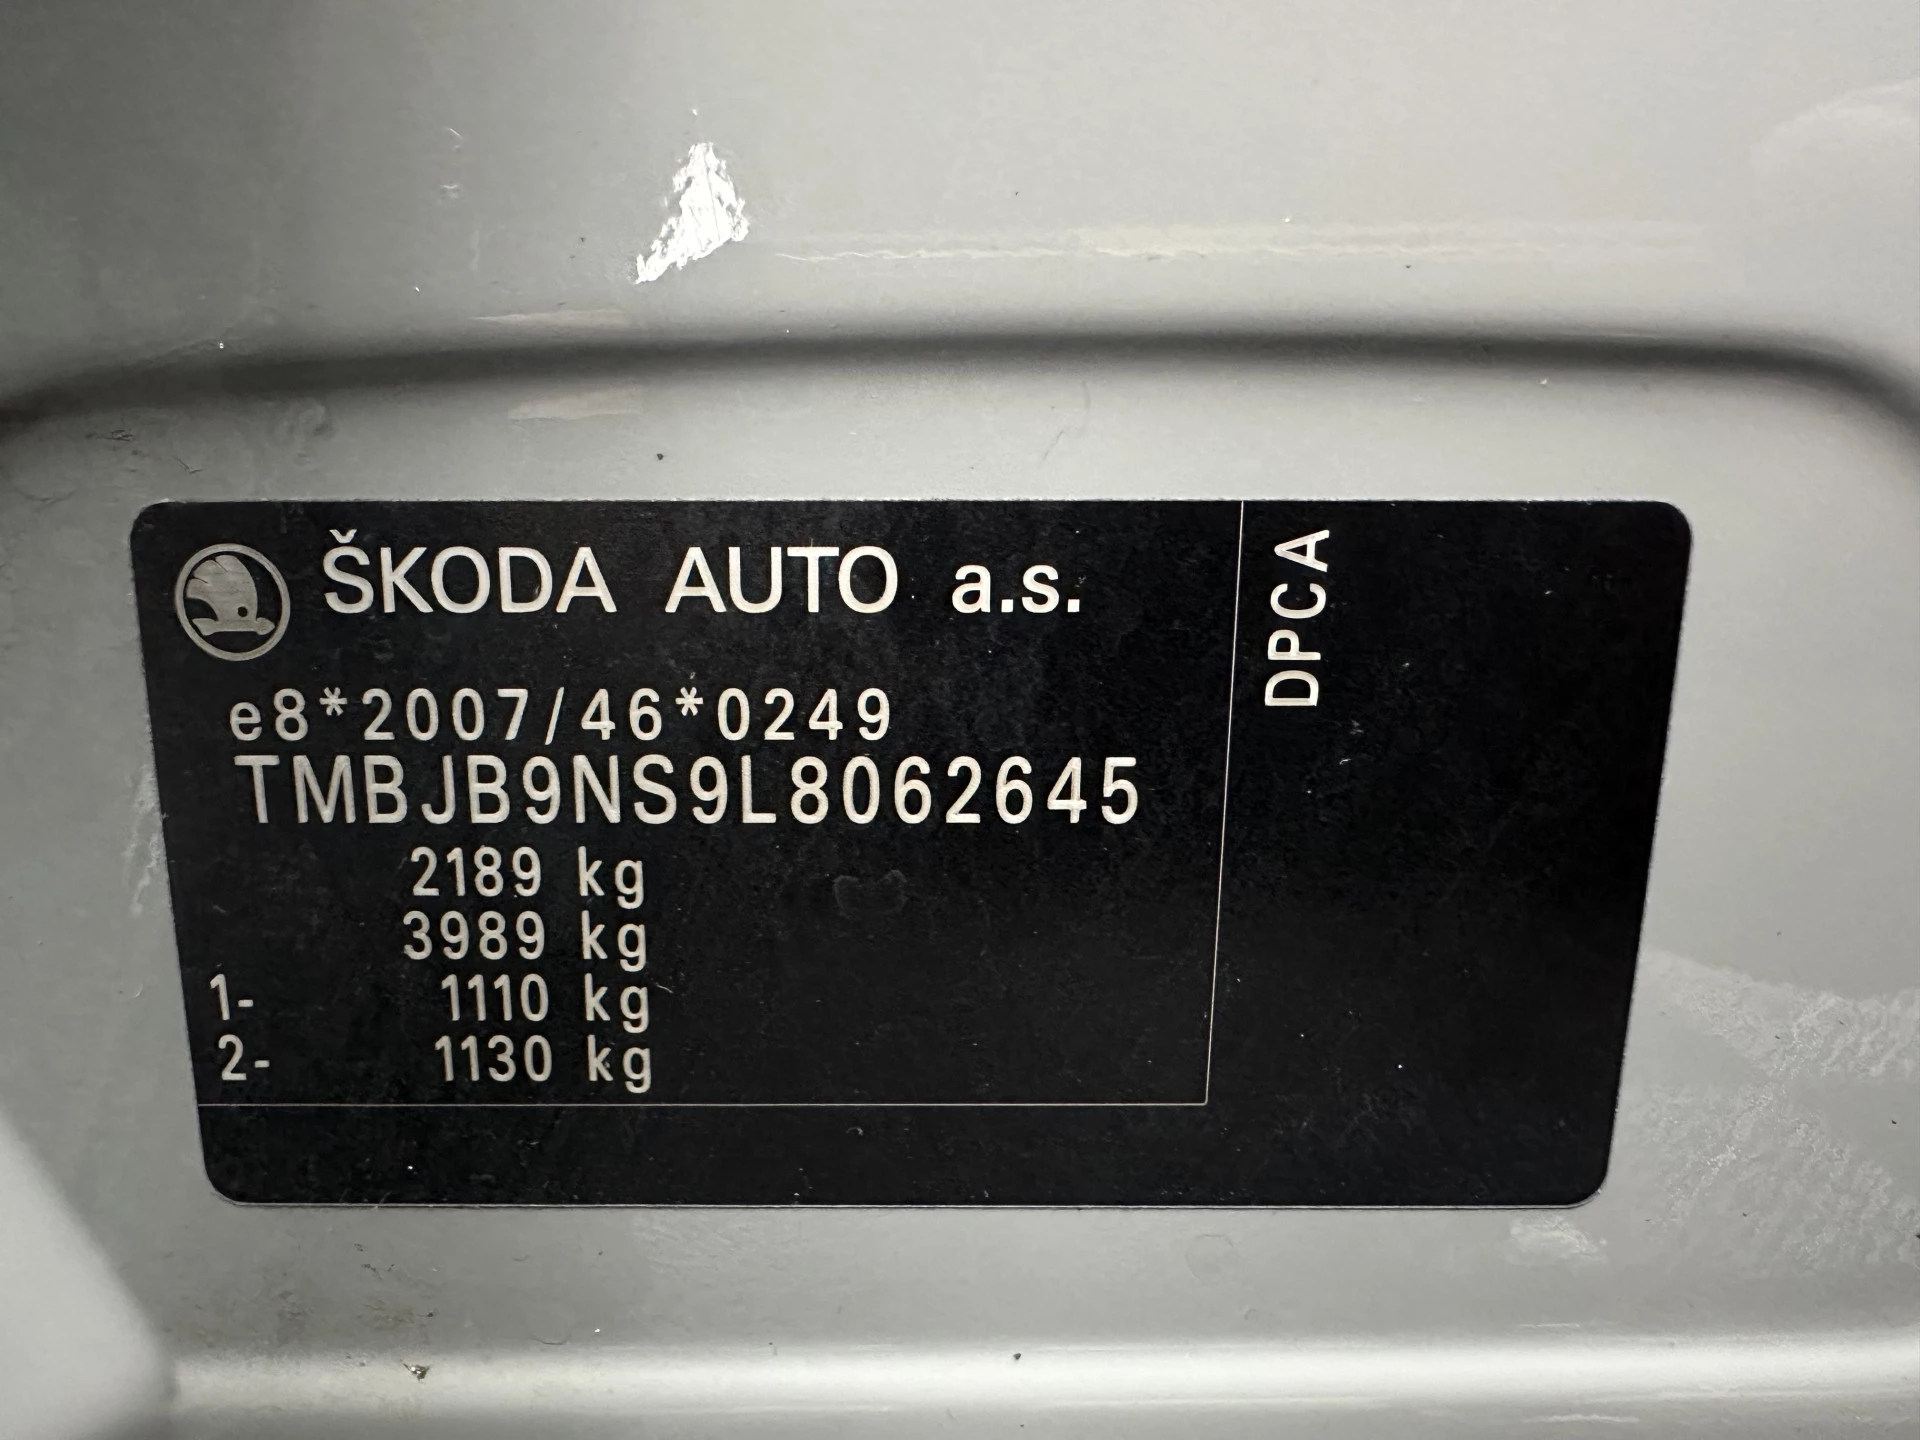 ŠKODA AUTO a.s.
e8*2007/46*0249
TMBJB9NS9L8062645
2189 kg
3989 kg
1- 1110 kg
2- 1130 kg
DPCA